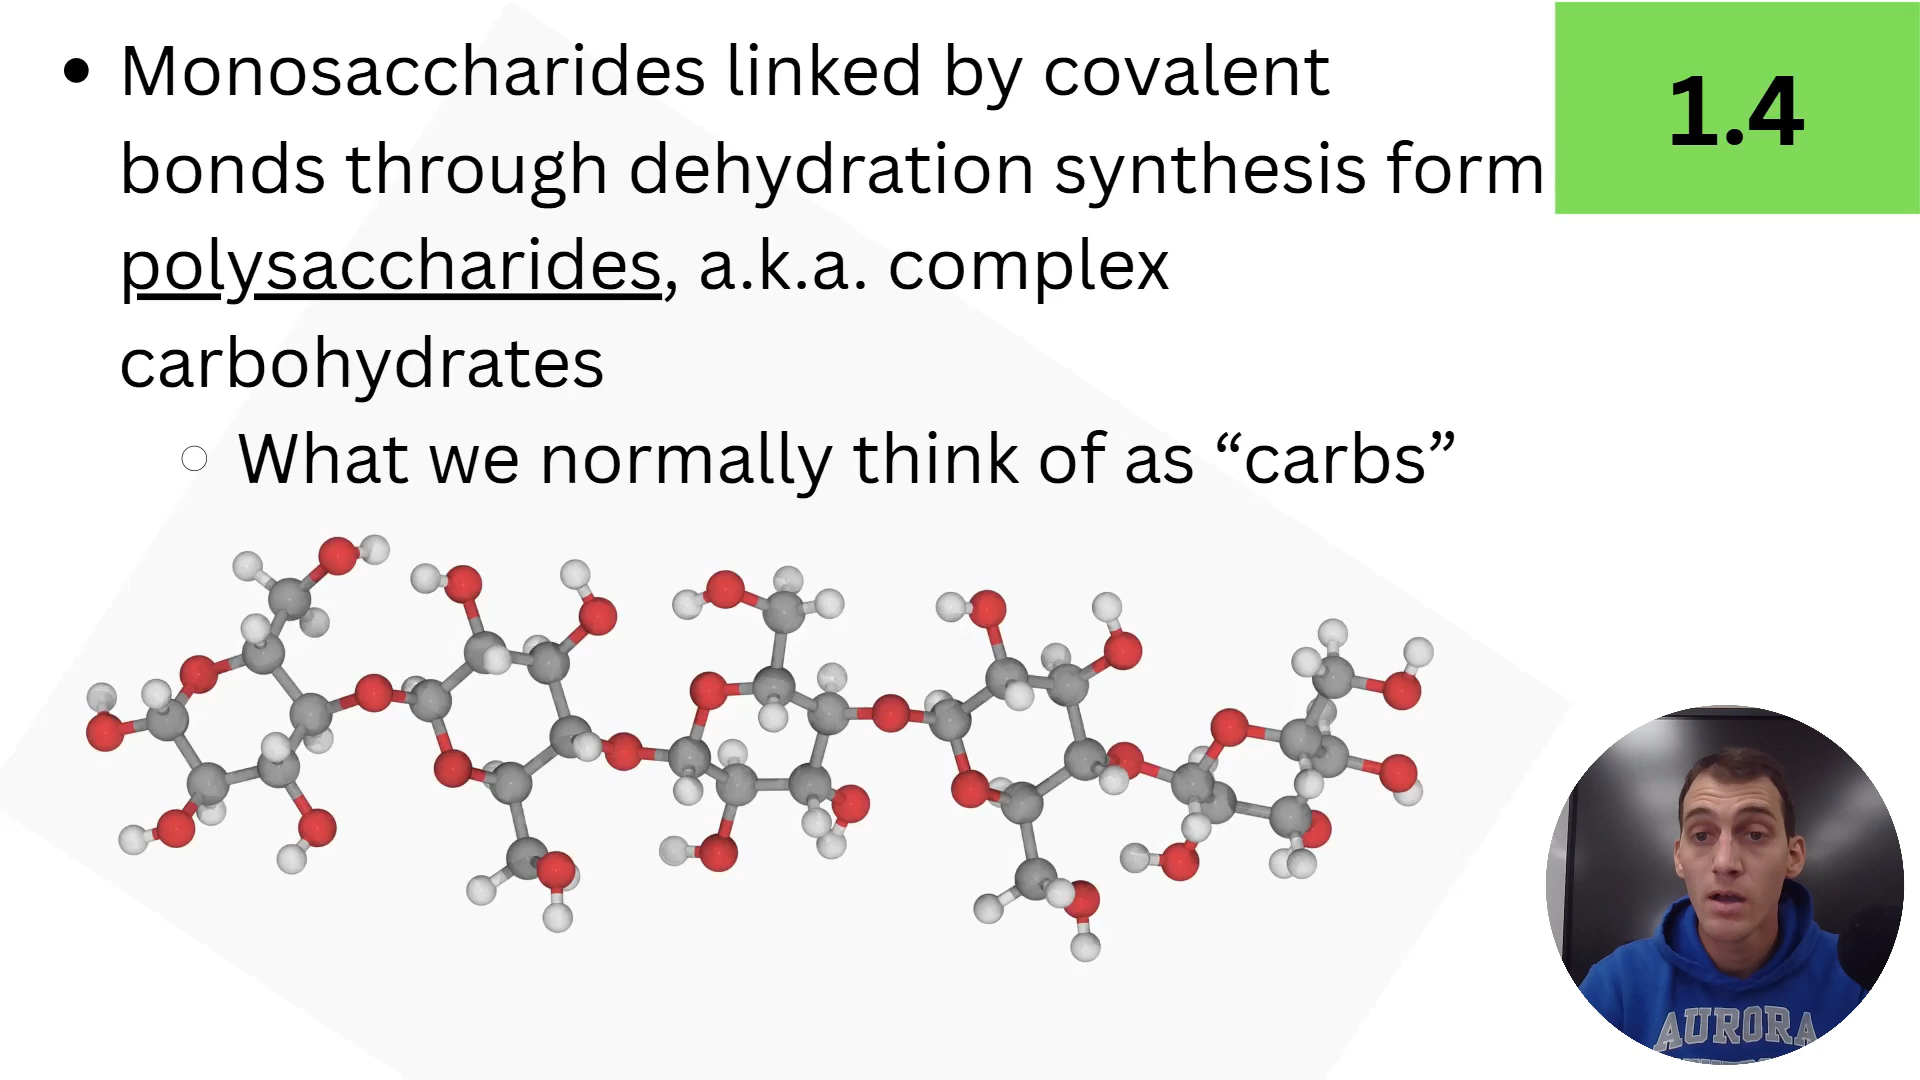 • Monosaccharides linked by covalent
bonds through dehydration synthesis form
polysaccharides, a.k.a. complex
carbohydrates
○ What we normally think of as “carbs”
1.4
AURORA